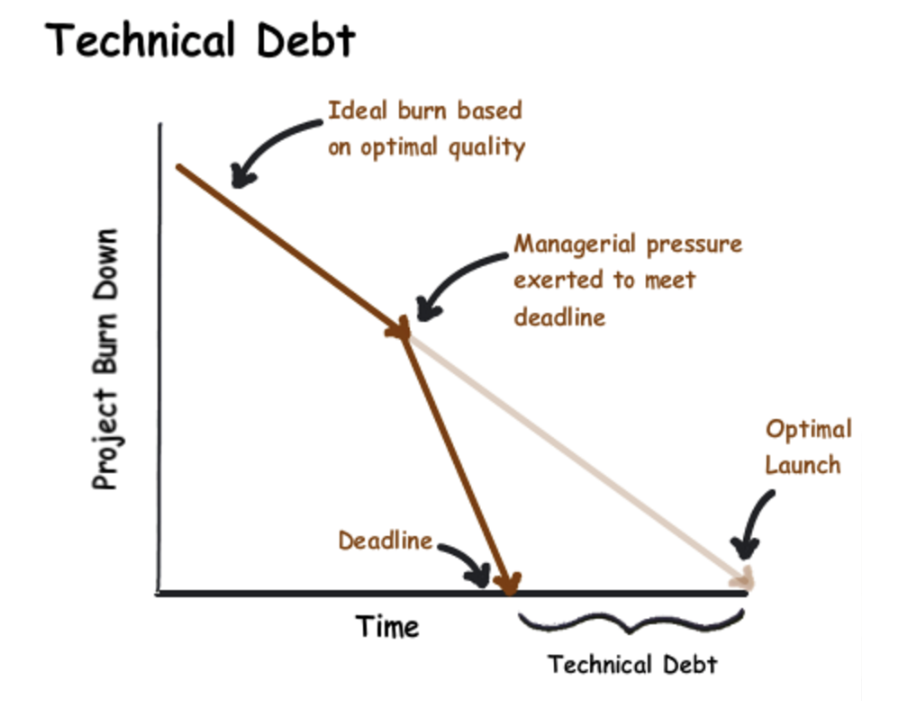 Technical Debt
Ideal burn based
on optimal quality
Managerial pressure
exerted to meet
deadline
Project Burn Down
Optimal
Launch
Deadline
Time
Technical Debt